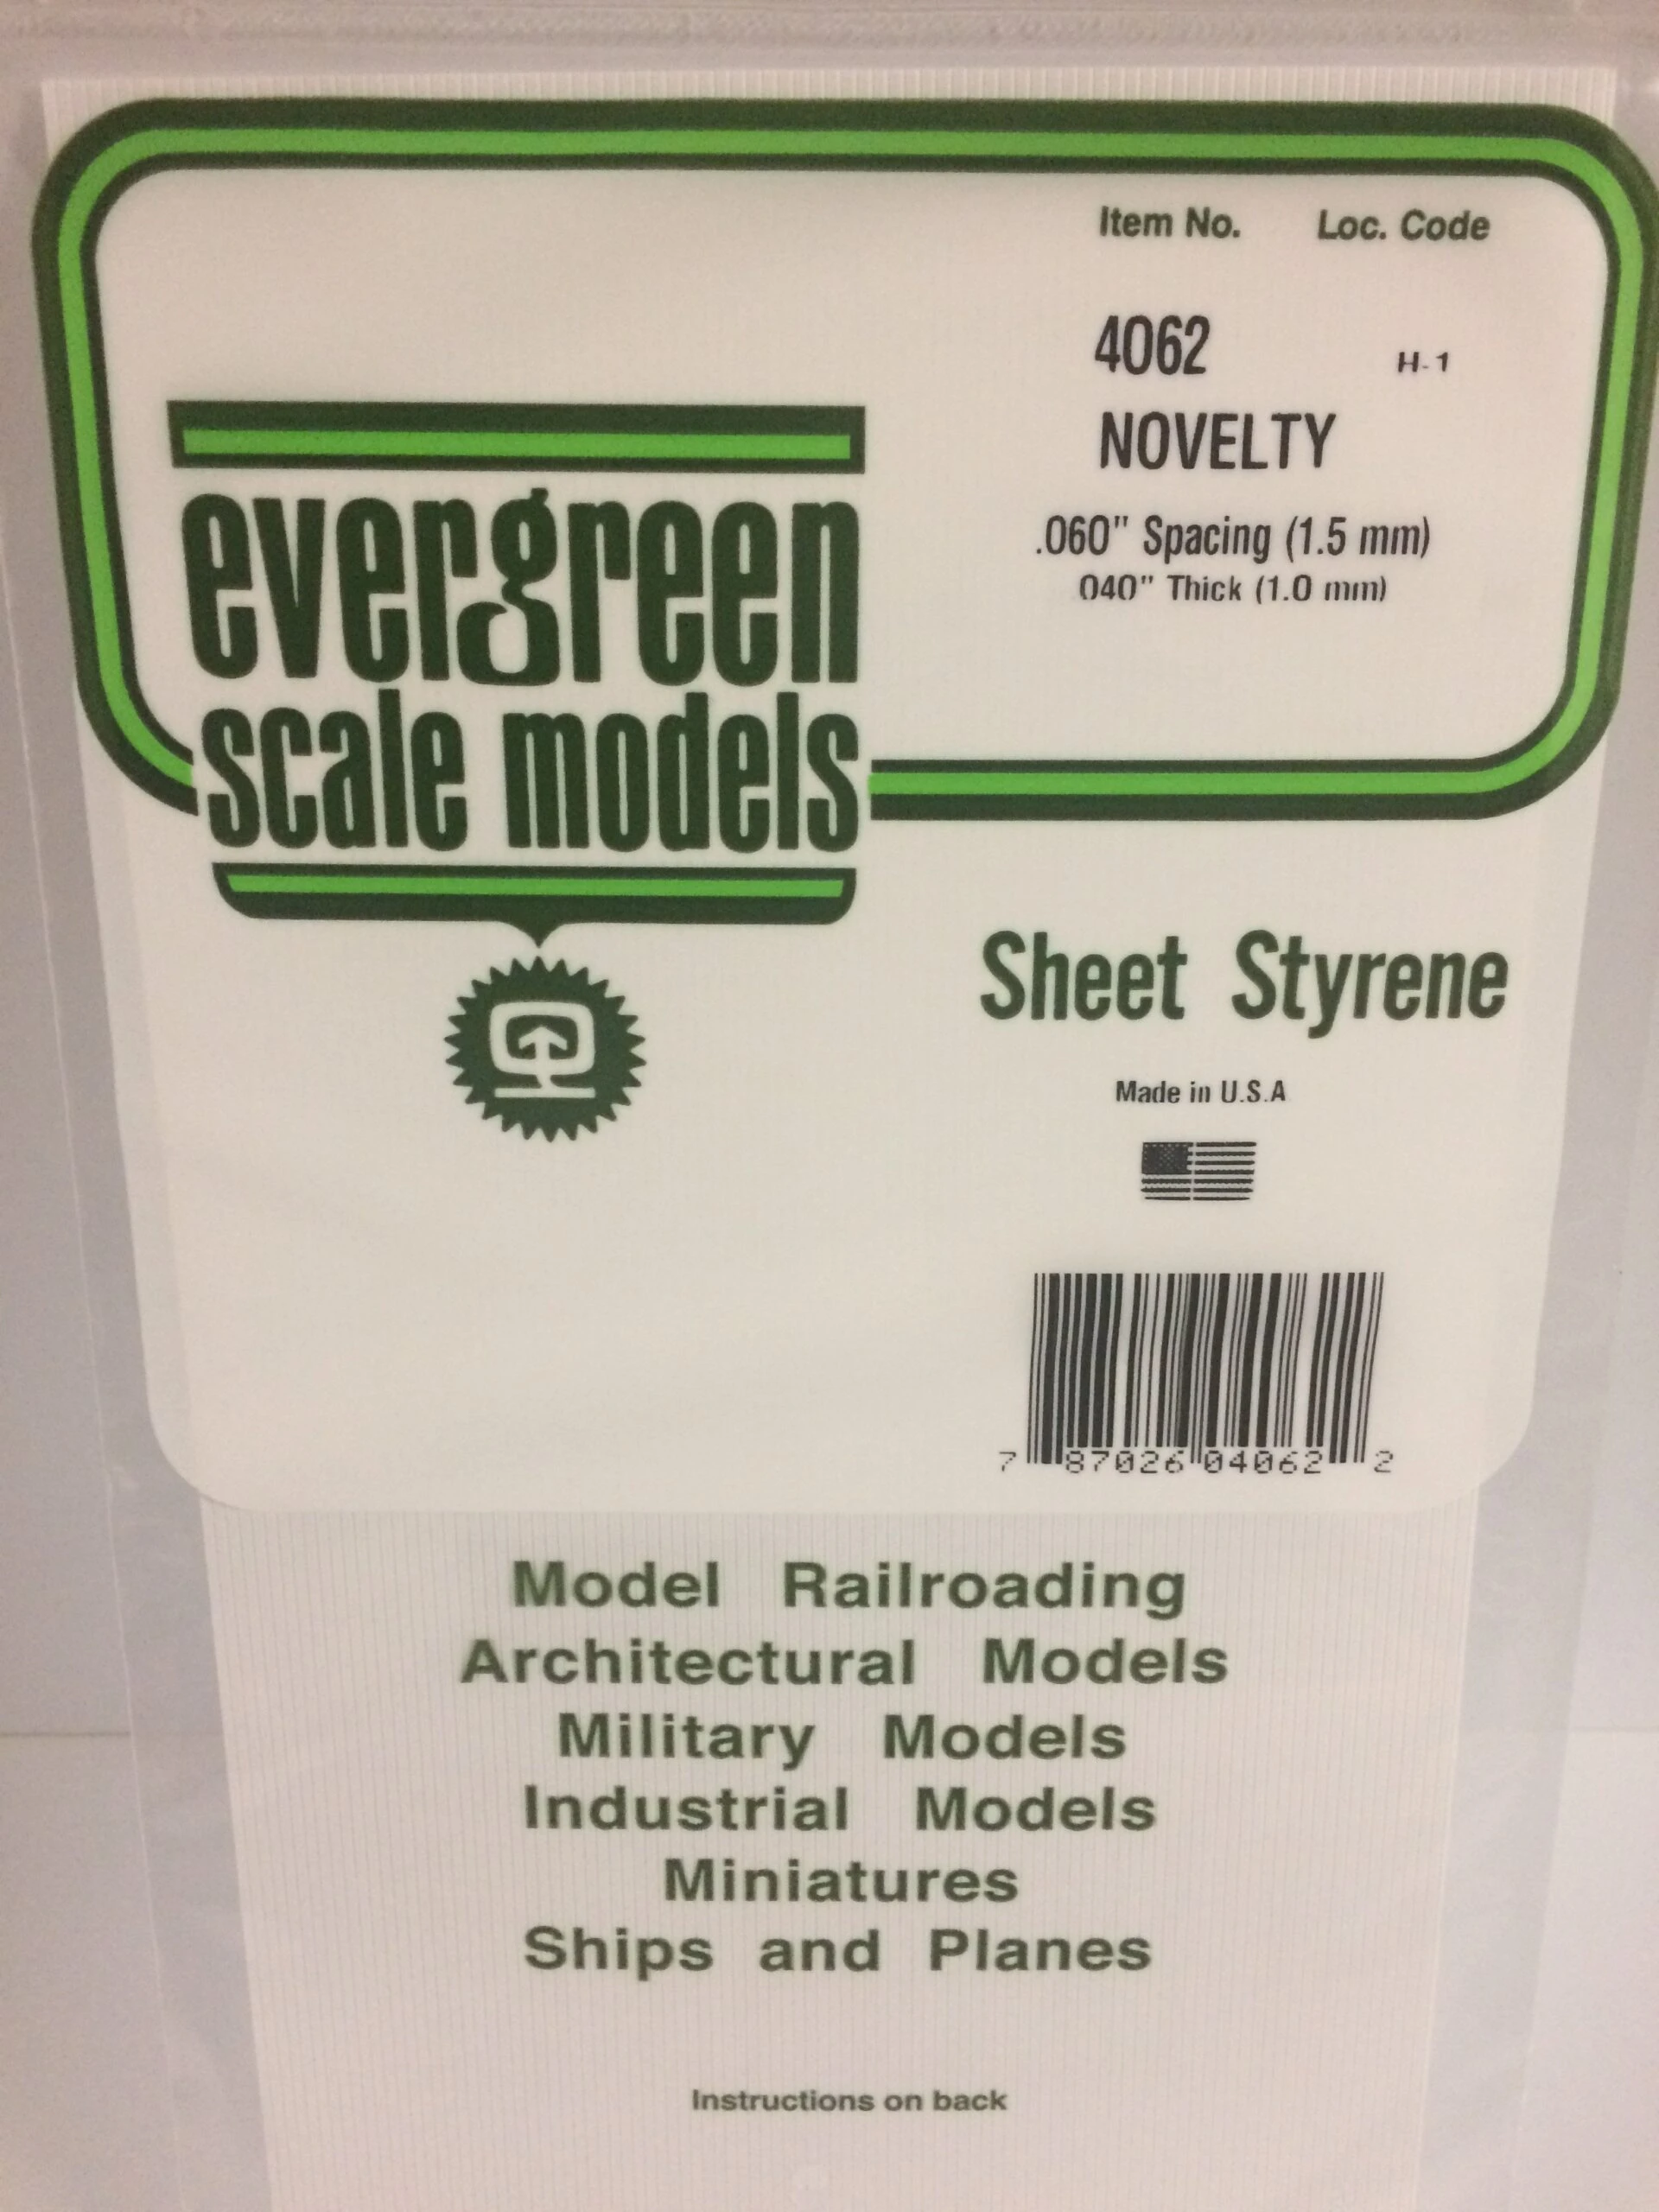 Item No. Loc. Code
4062 H-1
NOVELTY
.060" Spacing (1.5 mm)
040" Thick (1.0 mm)
evergreen
scale models
Sheet Styrene
Made in U.S.A
7 87026 04062 2
Model Railroading
Architectural Models
Military Models
Industrial Models
Miniatures
Ships and Planes
Instructions on back